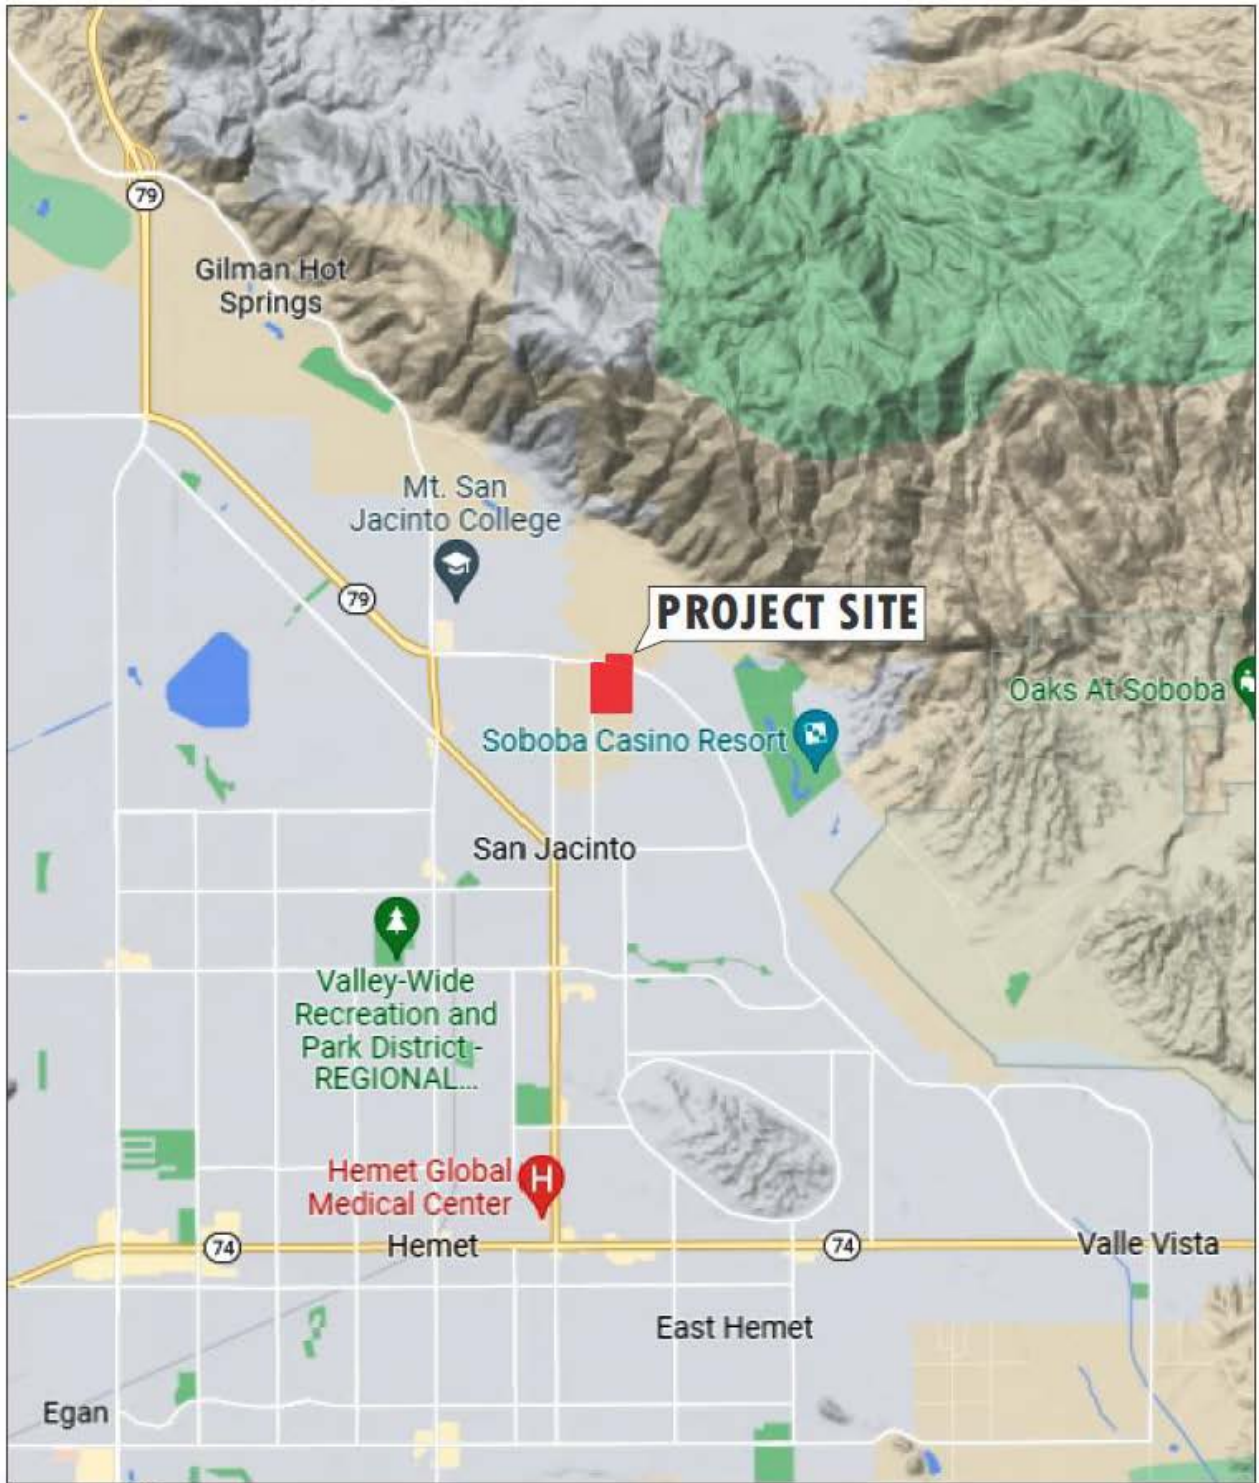 79
Gilman Hot
Springs
Mt. San
Jacinto College
79
PROJECT SITE
Oaks At Soboba
Soboba Casino Resort
San Jacinto
Valley-Wide
Recreation and
Park District -
REGIONAL...
Hemet Global
Medical Center
H
74
Hemet
74
Valle Vista
East Hemet
Egan